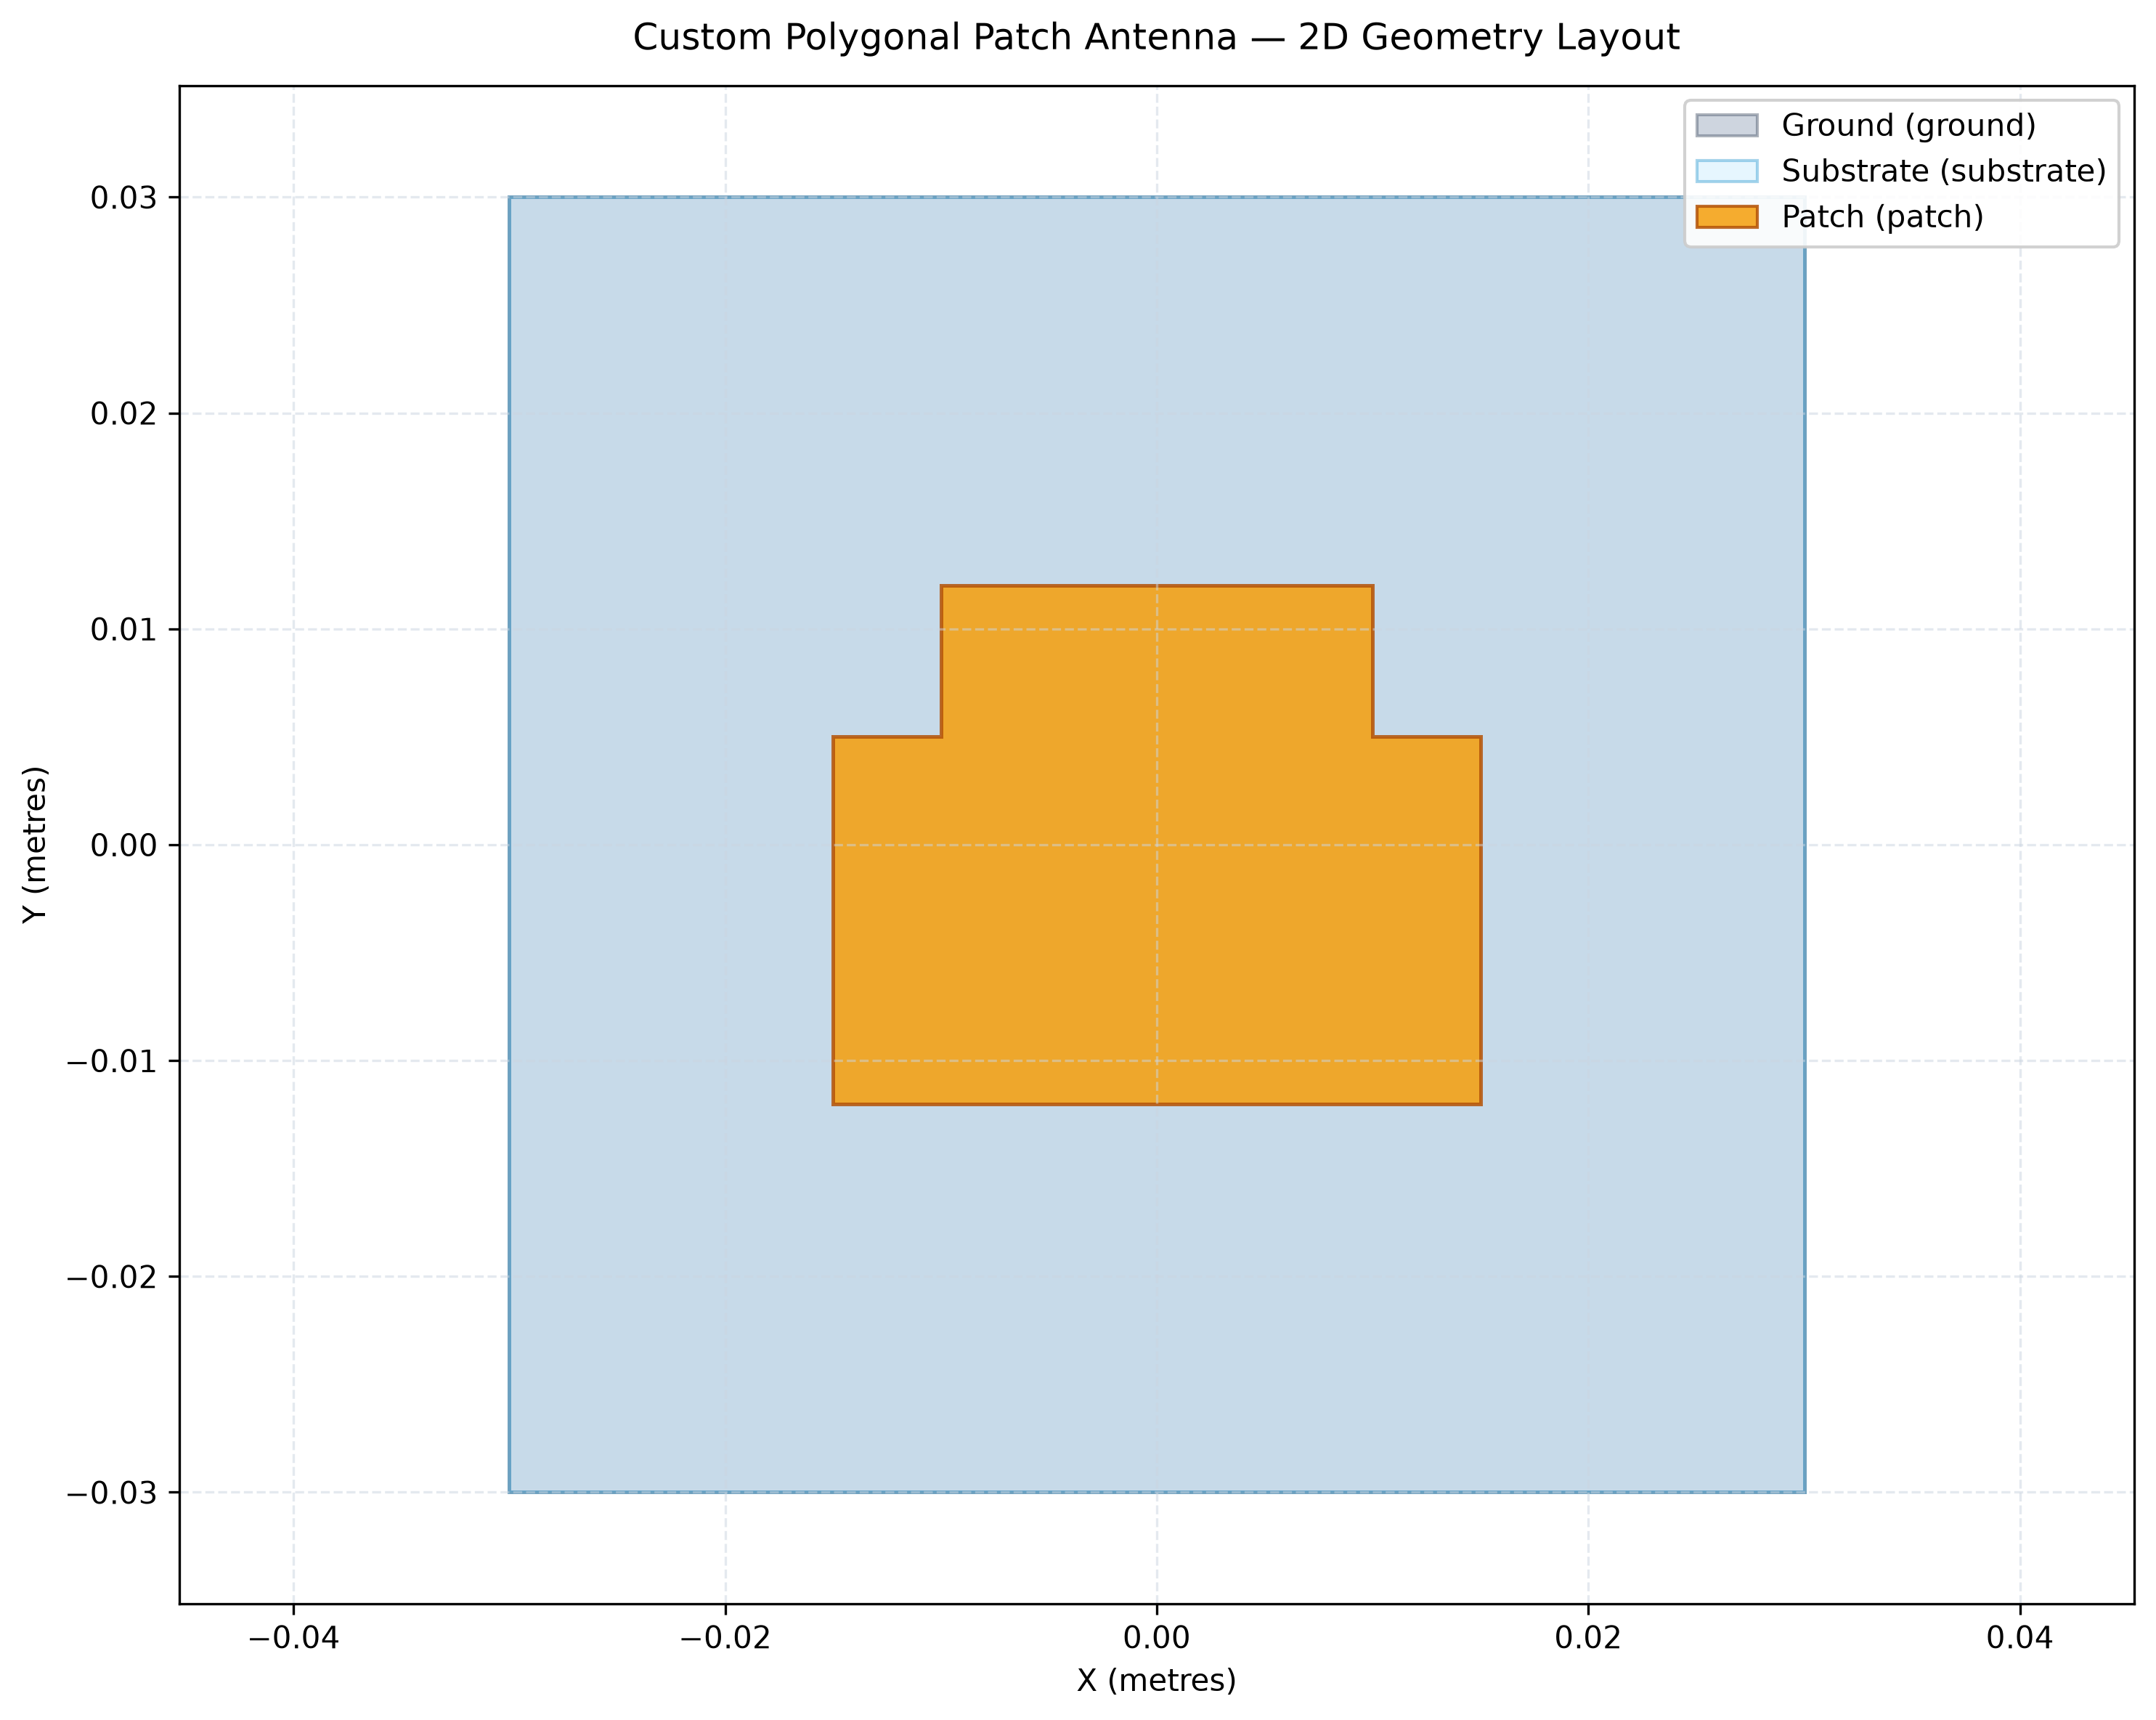 Custom Polygonal Patch Antenna — 2D Geometry Layout
Ground (ground)
Substrate (substrate)
Patch (patch)
0.03
0.02
0.01
0.00
−0.01
−0.02
−0.03
Y (metres)
−0.04
−0.02
0.00
0.02
0.04
X (metres)